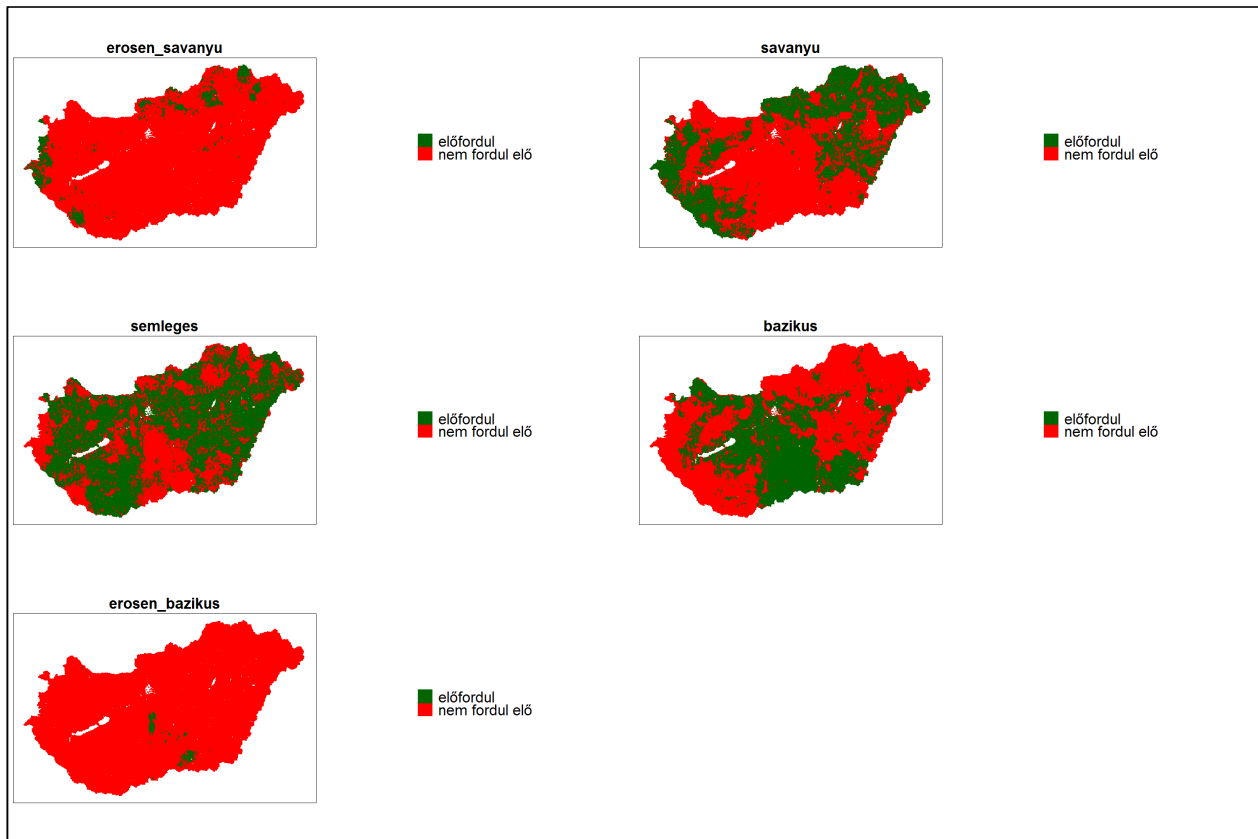 erosen_savanyu
előfordul
nem fordul elő
savanyu
előfordul
nem fordul elő
semleges
előfordul
nem fordul elő
bazikus
előfordul
nem fordul elő
erosen_bazikus
előfordul
nem fordul elő